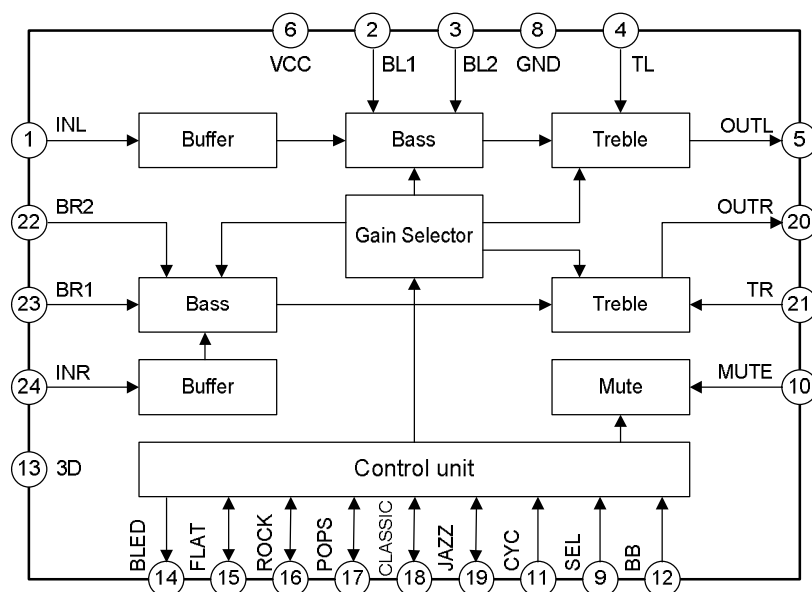 6 2 3 8 4
VCC BL1 BL2 GND TL
1 INL Buffer Bass Treble OUTL 5
22 BR2 Gain Selector OUTR 20
23 BR1 Bass Treble TR 21
24 INR Buffer Mute MUTE 10
13 3D Control unit
BLED FLAT ROCK POPS CLASSIC JAZZ CYC SEL BB
14 15 16 17 18 19 11 9 12